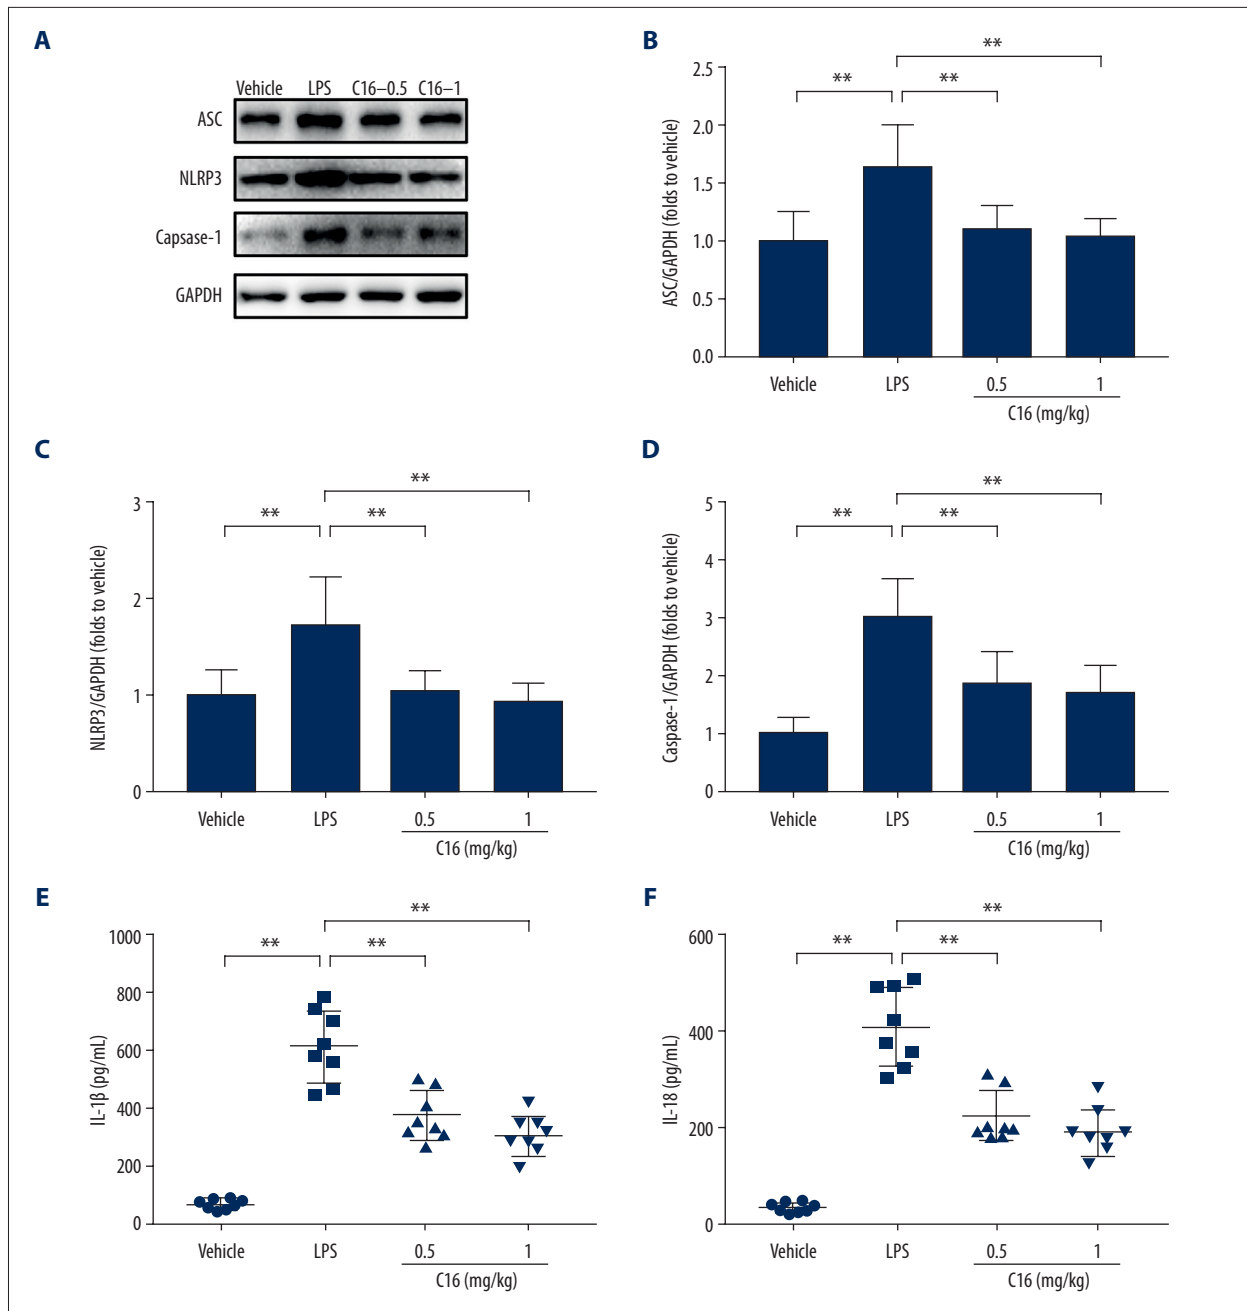 A
Vehicle LPS C16–0.5 C16–1
ASC
NLRP3
Capsase-1
GAPDH
B
**
** **
ASC/GAPDH (folds to vehicle)
2.5
2.0
1.5
1.0
0.5
0.0
Vehicle LPS 0.5 1
C16 (mg/kg)
C
**
** **
NLRP3/GAPDH (folds to vehicle)
3
2
1
0
Vehicle LPS 0.5 1
C16 (mg/kg)
D
**
** **
Caspase-1/GAPDH (folds to vehicle)
5
4
3
2
1
0
Vehicle LPS 0.5 1
C16 (mg/kg)
E
**
** **
IL-1β (pg/mL)
1000
800
600
400
200
0
Vehicle LPS 0.5 1
C16 (mg/kg)
F
**
** **
IL-18 (pg/mL)
600
400
200
0
Vehicle LPS 0.5 1
C16 (mg/kg)